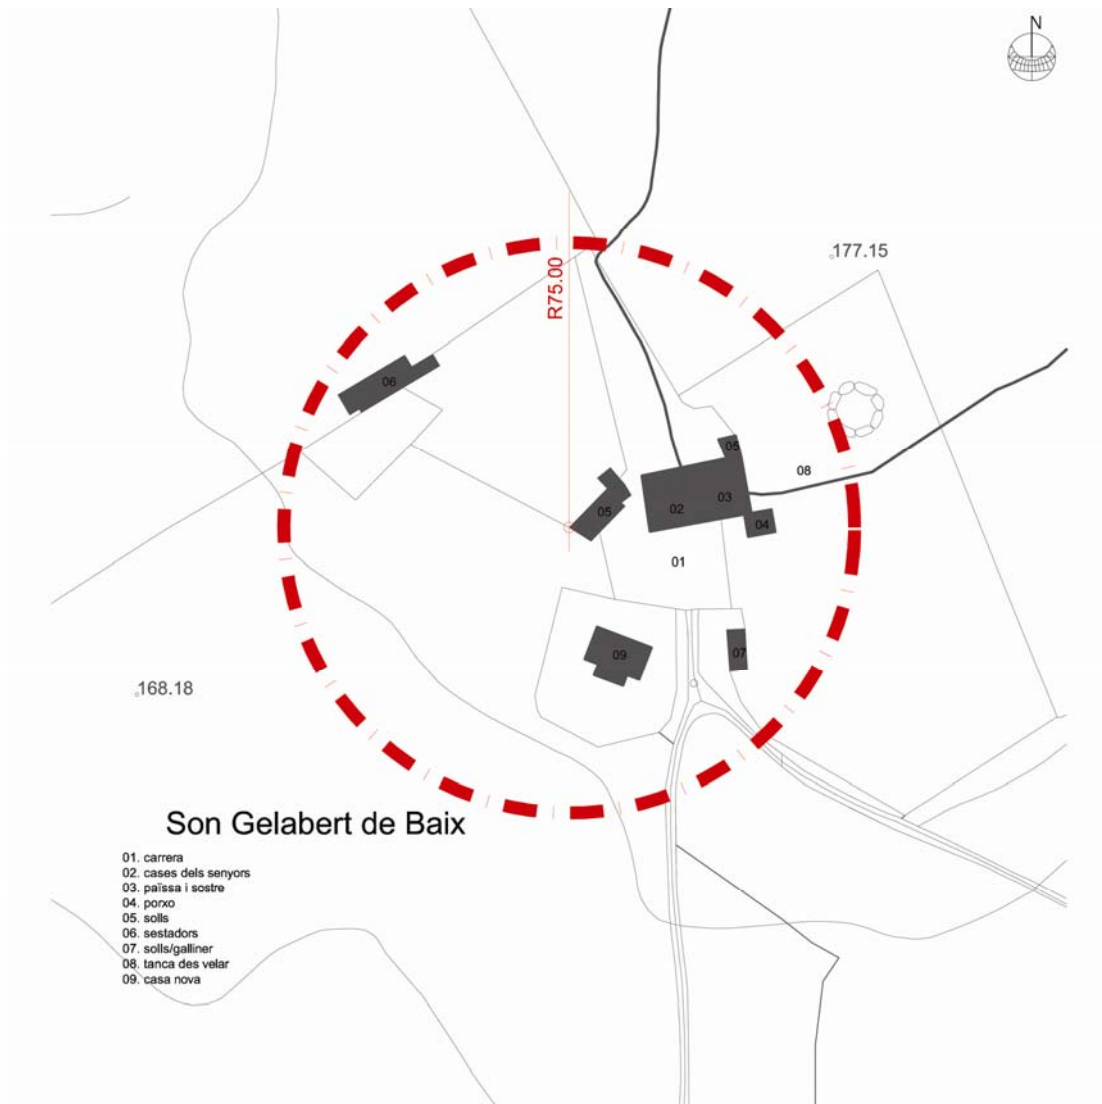 N
177.15
R75.00
06
05
08
02
03
05
04
01
09
07
168.18
Son Gelabert de Baix
01. carrera
02. cases dels senyors
03. païssa i sostre
04. porxo
05. solls
06. sestadors
07. solls/galliner
08. tanca des velar
09. casa nova